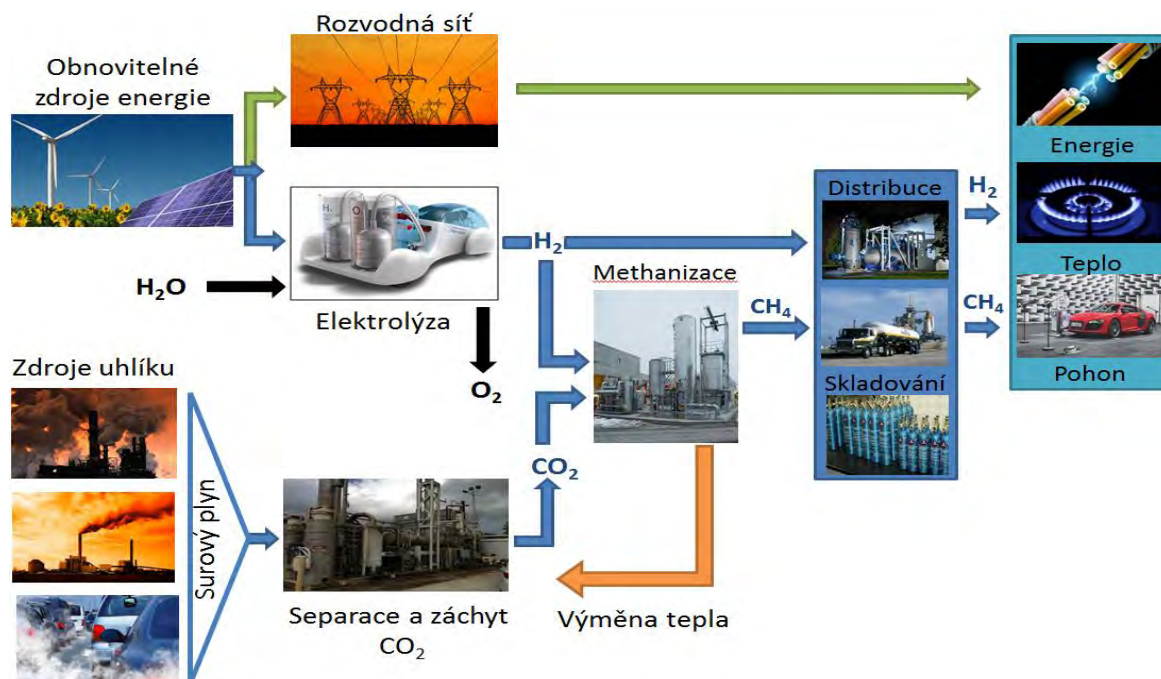 Rozvodná síť
Obnovitelné
zdroje energie
Energie
Distribuce
H₂
H₂
Methanizace
Teplo
H₂O
Elektrolýza
CH₄
CH₄
Zdroje uhlíku
O₂
Skladování
Pohon
CO₂
Surový plyn
Separace a záchyt
CO₂
Výměna tepla